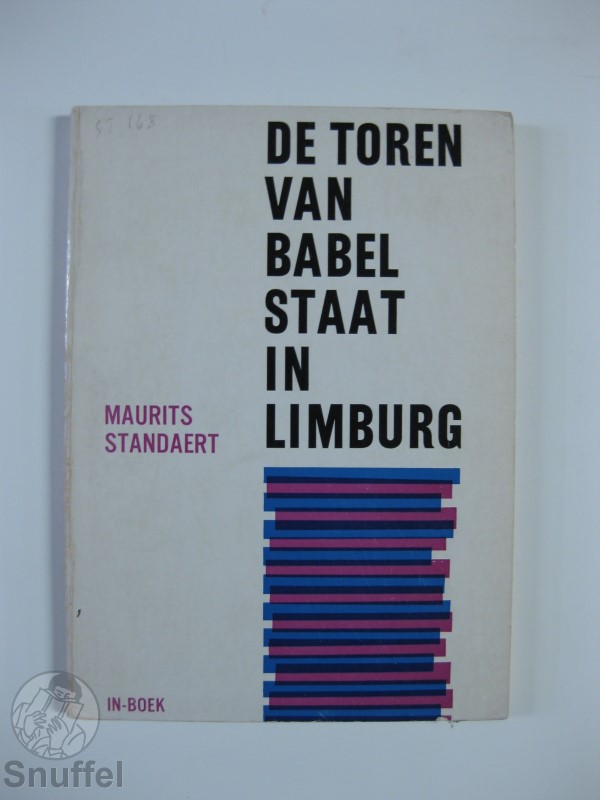 DE TOREN
VAN
BABEL
STAAT
IN
LIMBURG
MAURITS
STANDAERT
IN-BOEK
Snuffel